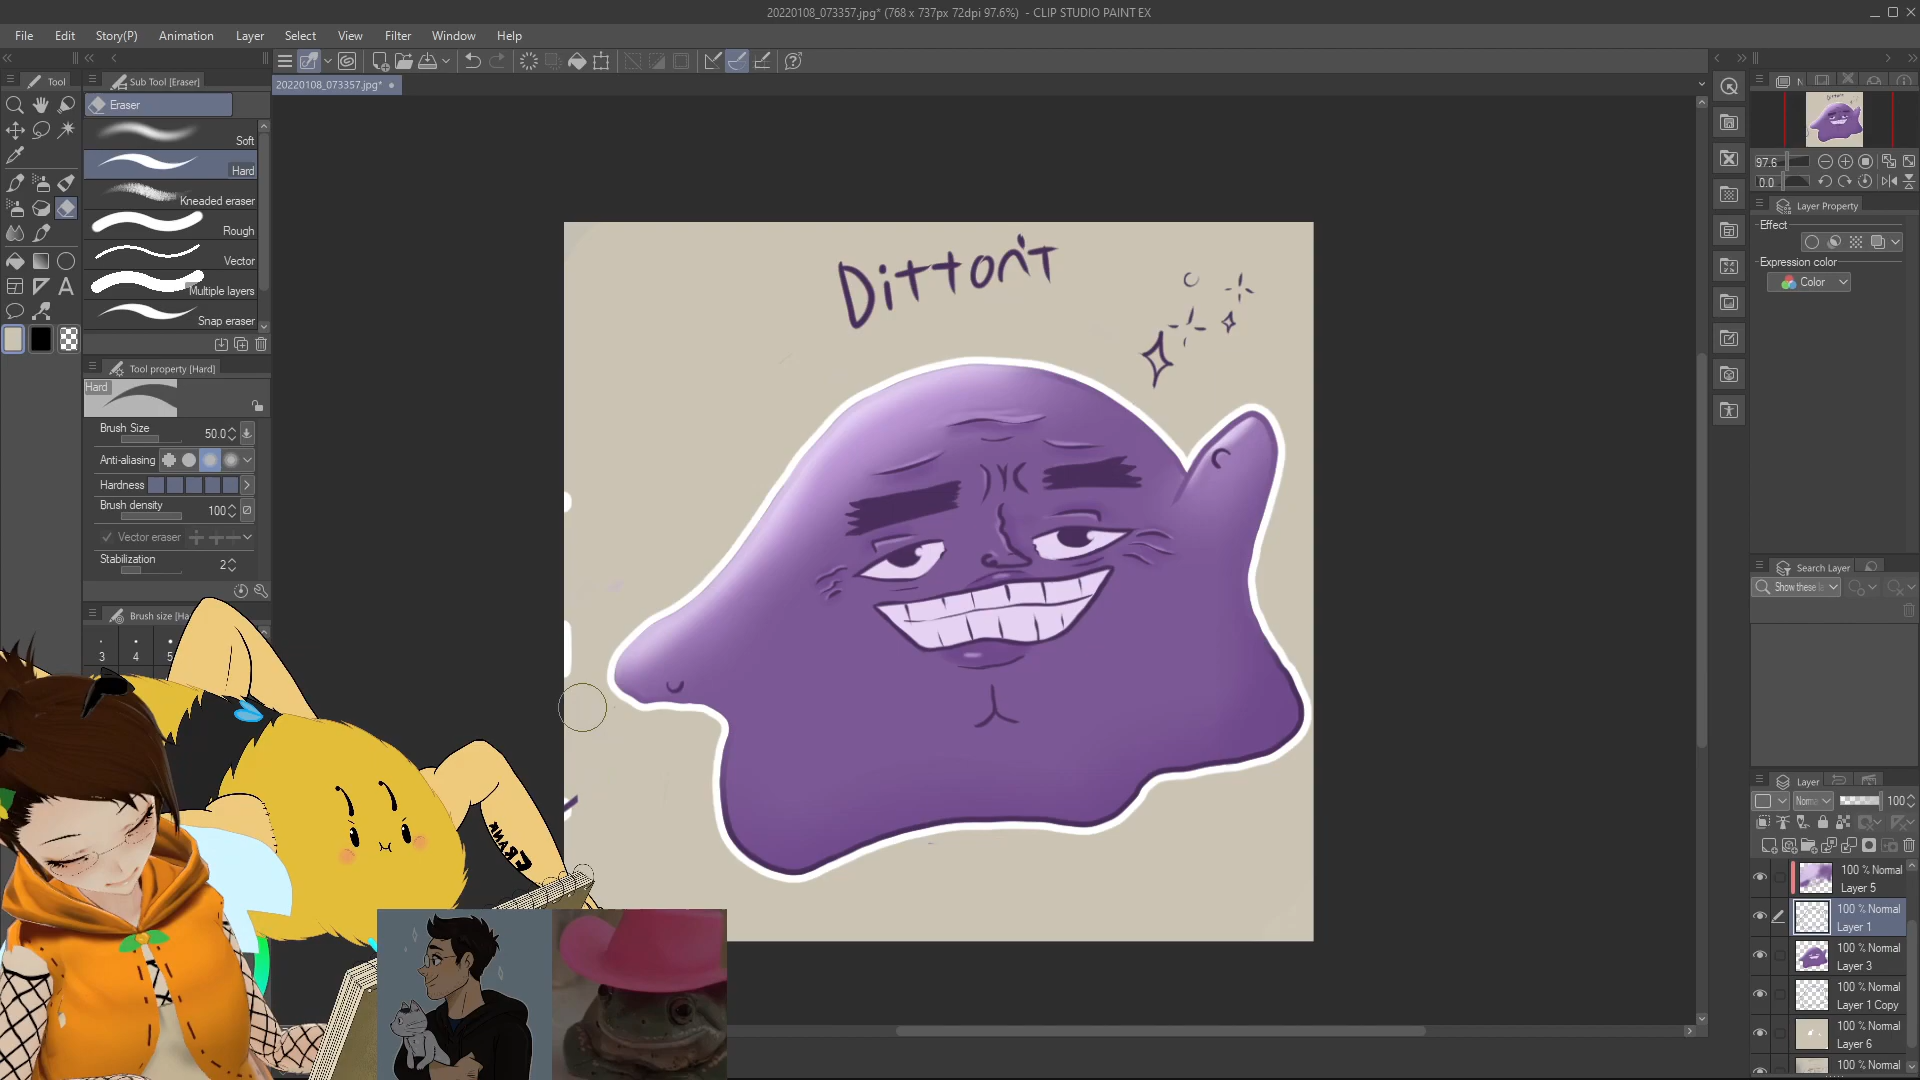 20220108_073357.jpg* (768 x 737px 72dpi 97.6%) - CLIP STUDIO PAINT EX
File Edit Story(P) Animation Layer Select View Filter Window Help
Tool
Sub Tool [Eraser]
20220108_073357.jpg*
Eraser
Soft
Hard
Kneaded eraser
Rough
Vector
Multiple layers
Snap eraser
Tool property [Hard]
Hard
Brush Size 50.0
Anti-aliasing
Hardness
Brush density 100
Vector eraser
Stabilization 2
Brush size [Ha
3 4 5
Ditton't
97.6
0.0
Layer Property
Effect
Expression color
Color
Search Layer
Show these la
Layer
Norm 100
100 % Normal
Layer 5
100 % Normal
Layer 1
100 % Normal
Layer 3
100 % Normal
Layer 1 Copy
100 % Normal
Layer 6
100 % Normal